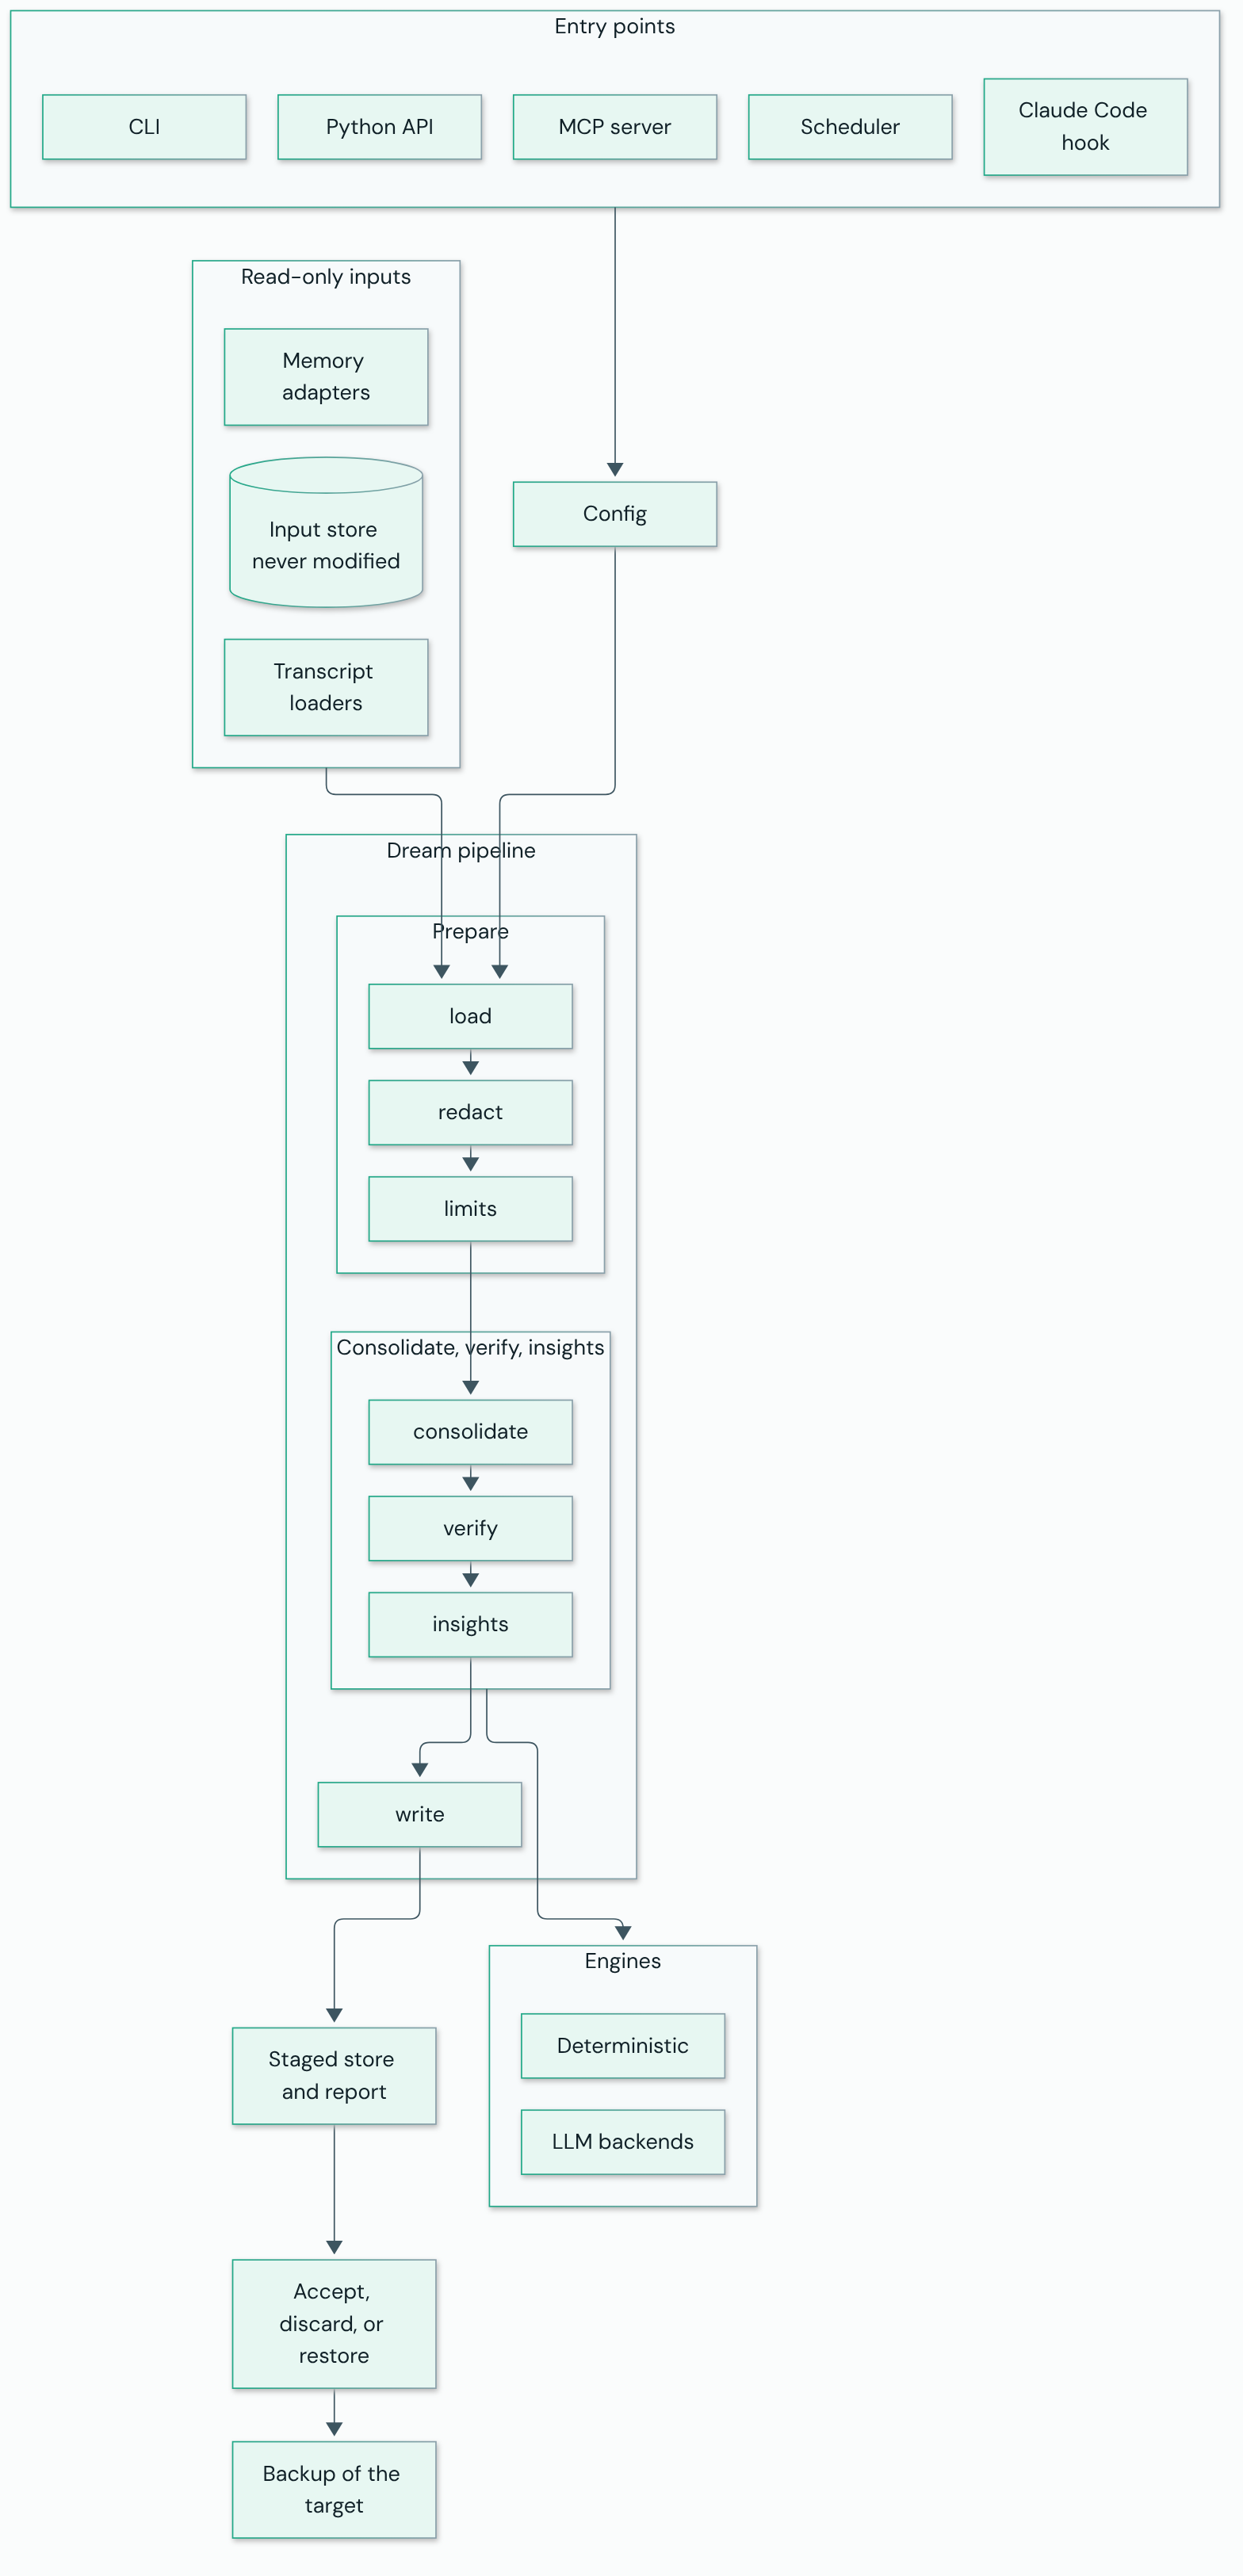 Entry points
CLI
Python API
MCP server
Scheduler
Claude Code
hook
Read-only inputs
Memory
adapters
Input store
never modified
Transcript
loaders
Config
Dream pipeline
Prepare
load
redact
limits
Consolidate, verify, insights
consolidate
verify
insights
write
Engines
Deterministic
LLM backends
Staged store
and report
Accept,
discard, or
restore
Backup of the
target